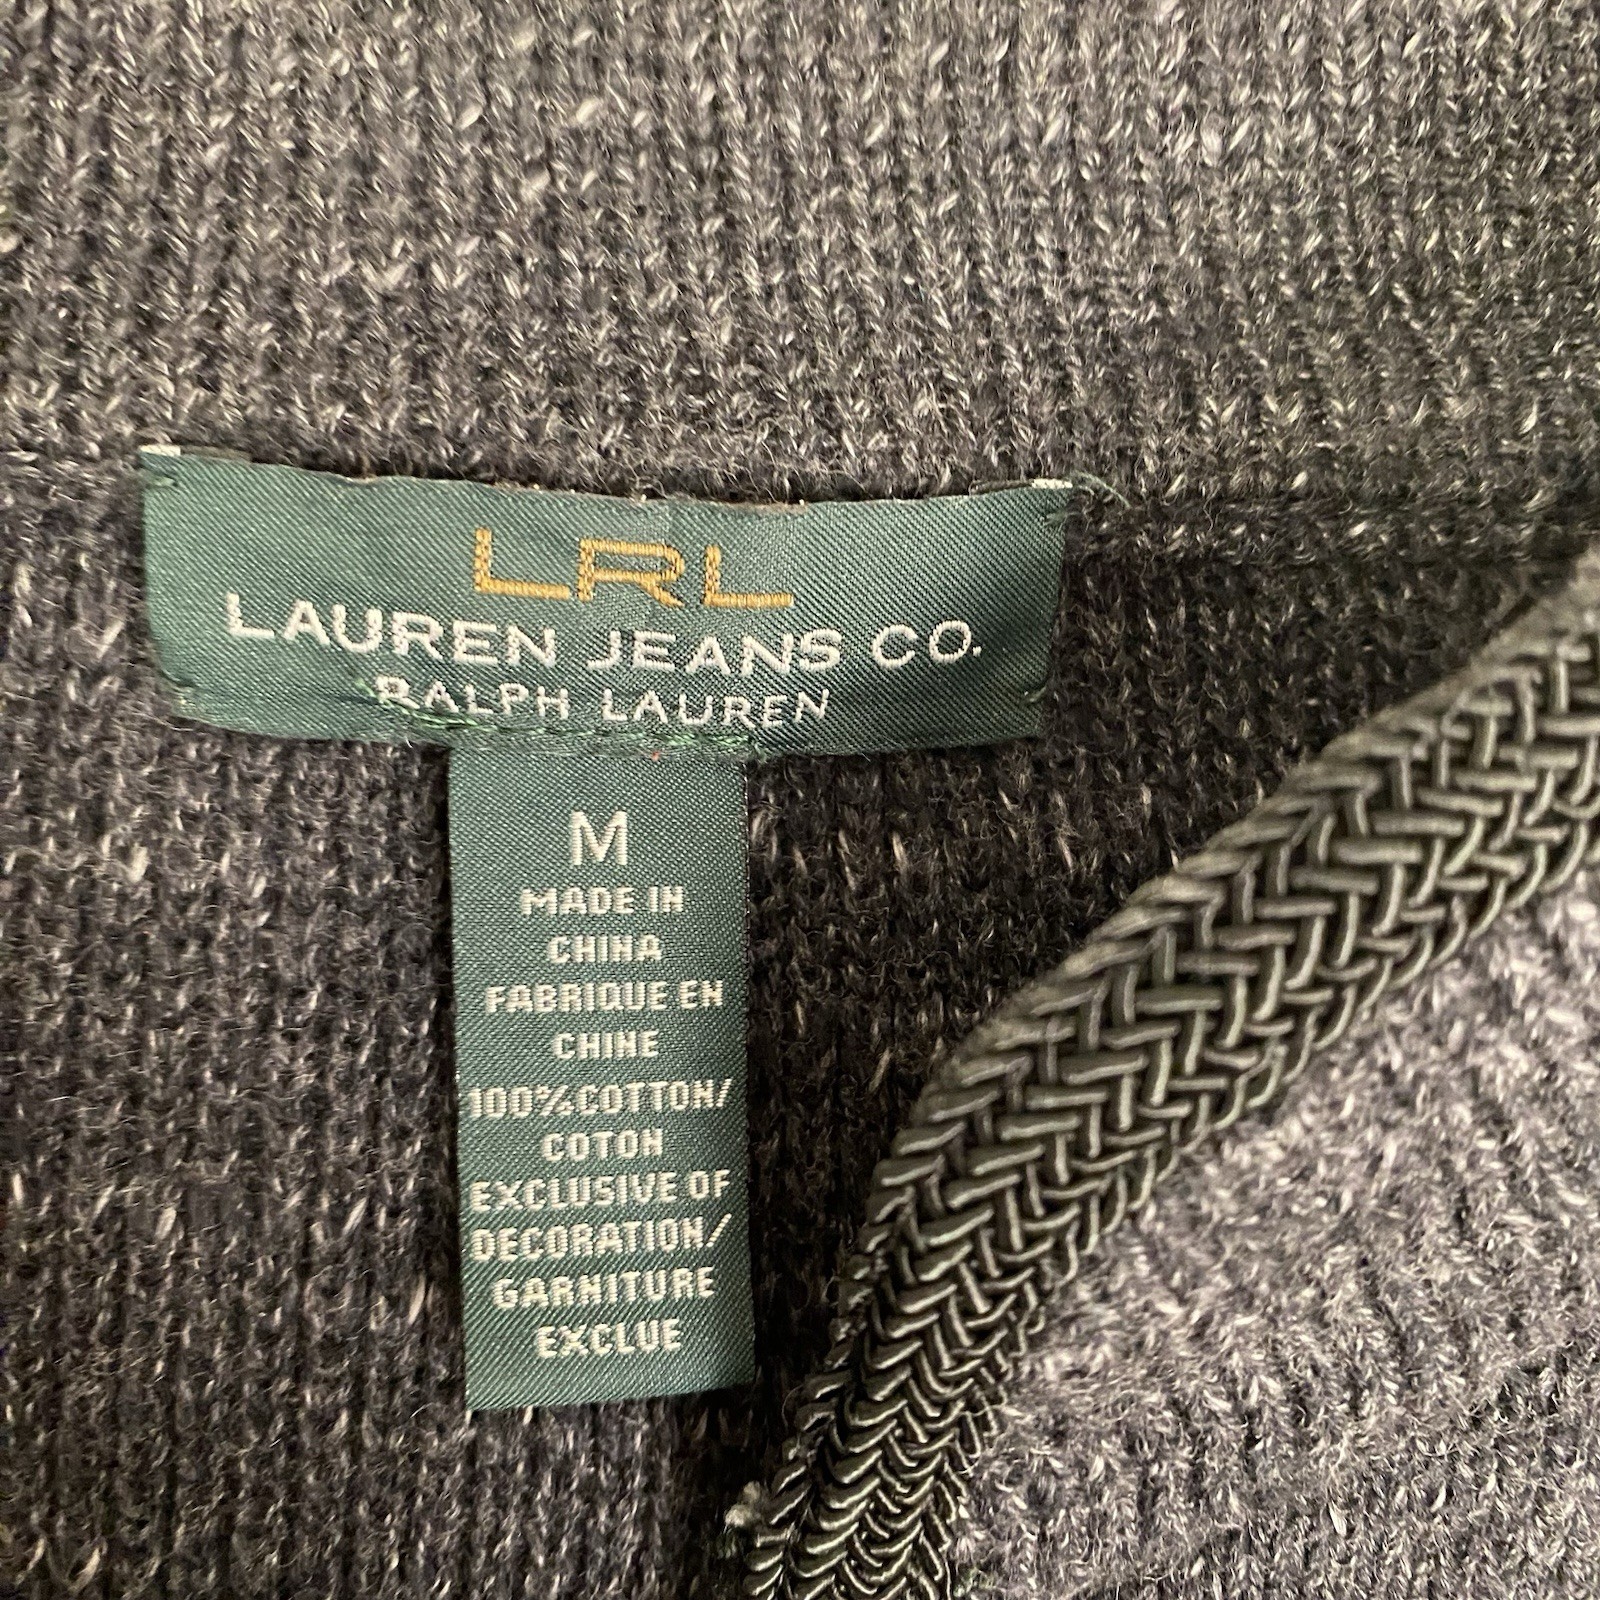 LRL
LAUREN JEANS CO.
RALPH LAUREN
M
MADE IN
CHINA
FABRIQUE EN
CHINE
100%COTTON/
COTON
EXCLUSIVE OF
DECORATION/
GARNITURE
EXCLUE